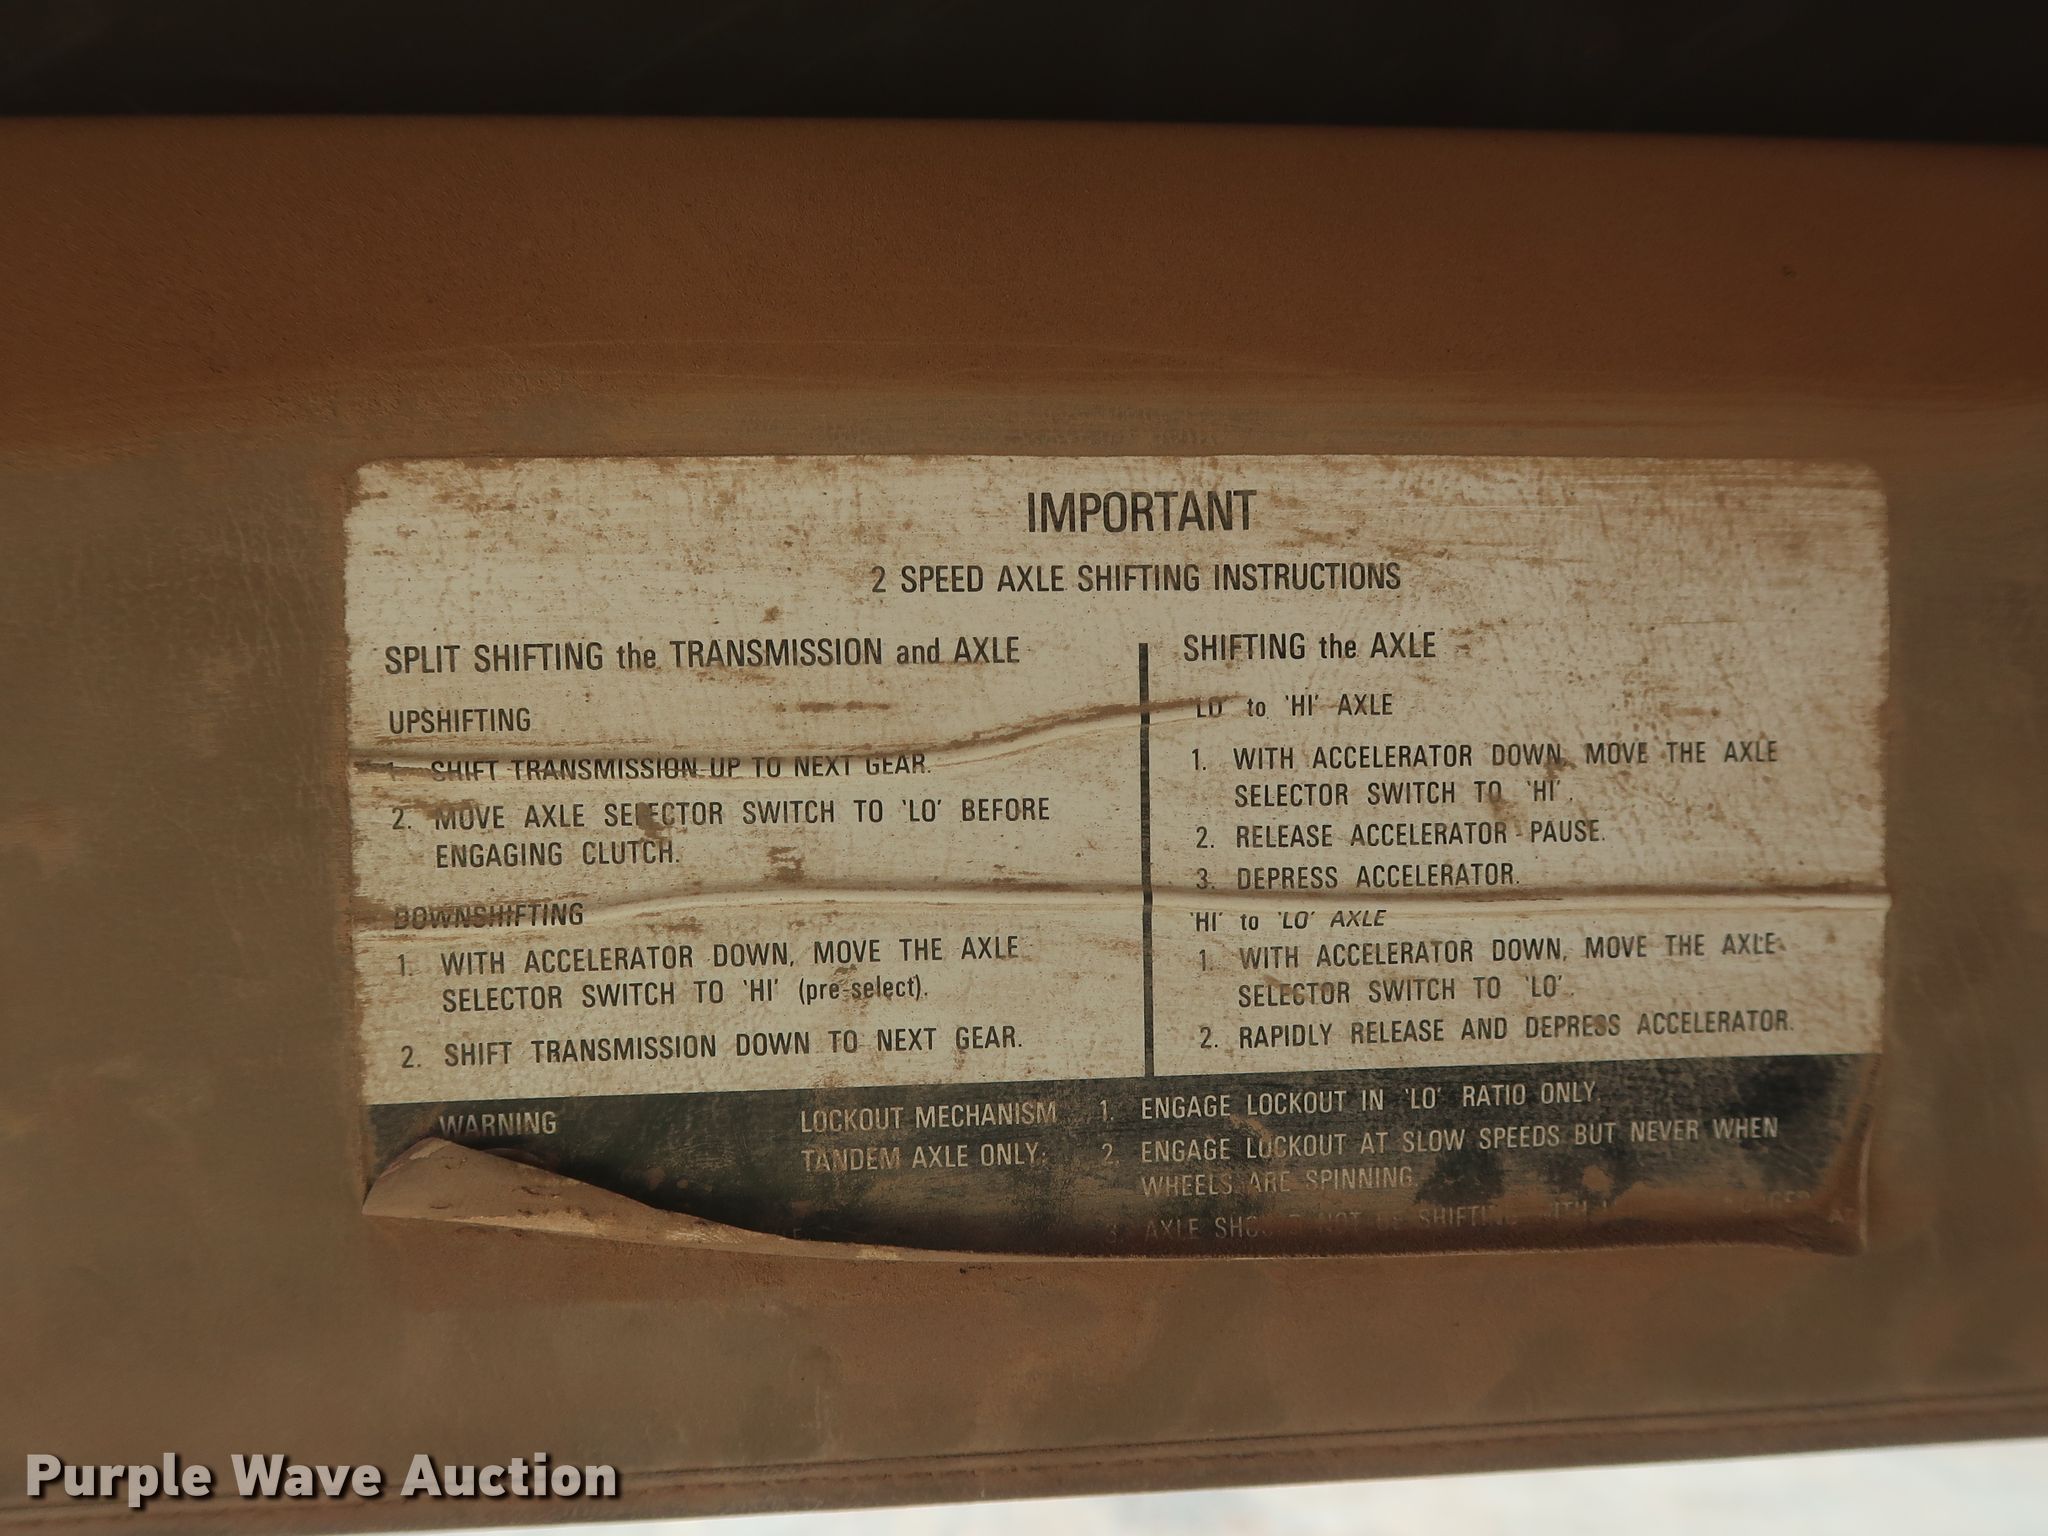 IMPORTANT
2 SPEED AXLE SHIFTING INSTRUCTIONS
SPLIT SHIFTING the TRANSMISSION and AXLE
UPSHIFTING
1. SHIFT TRANSMISSION UP TO NEXT GEAR.
2. MOVE AXLE SELECTOR SWITCH TO 'LO' BEFORE
ENGAGING CLUTCH.
DOWNSHIFTING
1. WITH ACCELERATOR DOWN, MOVE THE AXLE
SELECTOR SWITCH TO 'HI' (pre-select).
2. SHIFT TRANSMISSION DOWN TO NEXT GEAR.
SHIFTING the AXLE
LO' to 'HI' AXLE
1. WITH ACCELERATOR DOWN, MOVE THE AXLE
SELECTOR SWITCH TO 'HI'.
2. RELEASE ACCELERATOR - PAUSE.
3. DEPRESS ACCELERATOR.
'HI' to 'LO' AXLE
1. WITH ACCELERATOR DOWN, MOVE THE AXLE
SELECTOR SWITCH TO 'LO'.
2. RAPIDLY RELEASE AND DEPRESS ACCELERATOR.
WARNING
LOCKOUT MECHANISM
TANDEM AXLE ONLY:
1. ENGAGE LOCKOUT IN 'LO' RATIO ONLY.
2. ENGAGE LOCKOUT AT SLOW SPEEDS BUT NEVER WHEN
WHEELS ARE SPINNING.
3. AXLE NOT SHIFTING
Purple Wave Auction